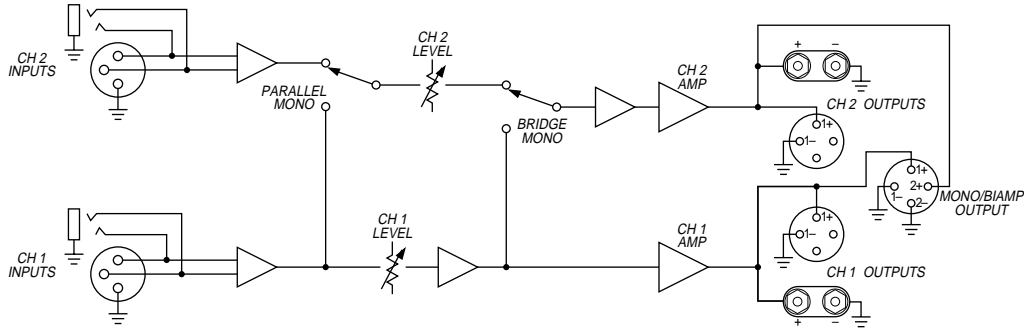 CH 2
INPUTS
PARALLEL
MONO
CH 2
LEVEL
BRIDGE
MONO
CH 2
AMP
+ −
CH 2 OUTPUTS
1+
1−
1+
2+
1−
2−
MONO/BIAMP
OUTPUT
CH 1
INPUTS
CH 1
LEVEL
CH 1
AMP
1+
1−
CH 1 OUTPUTS
+ −